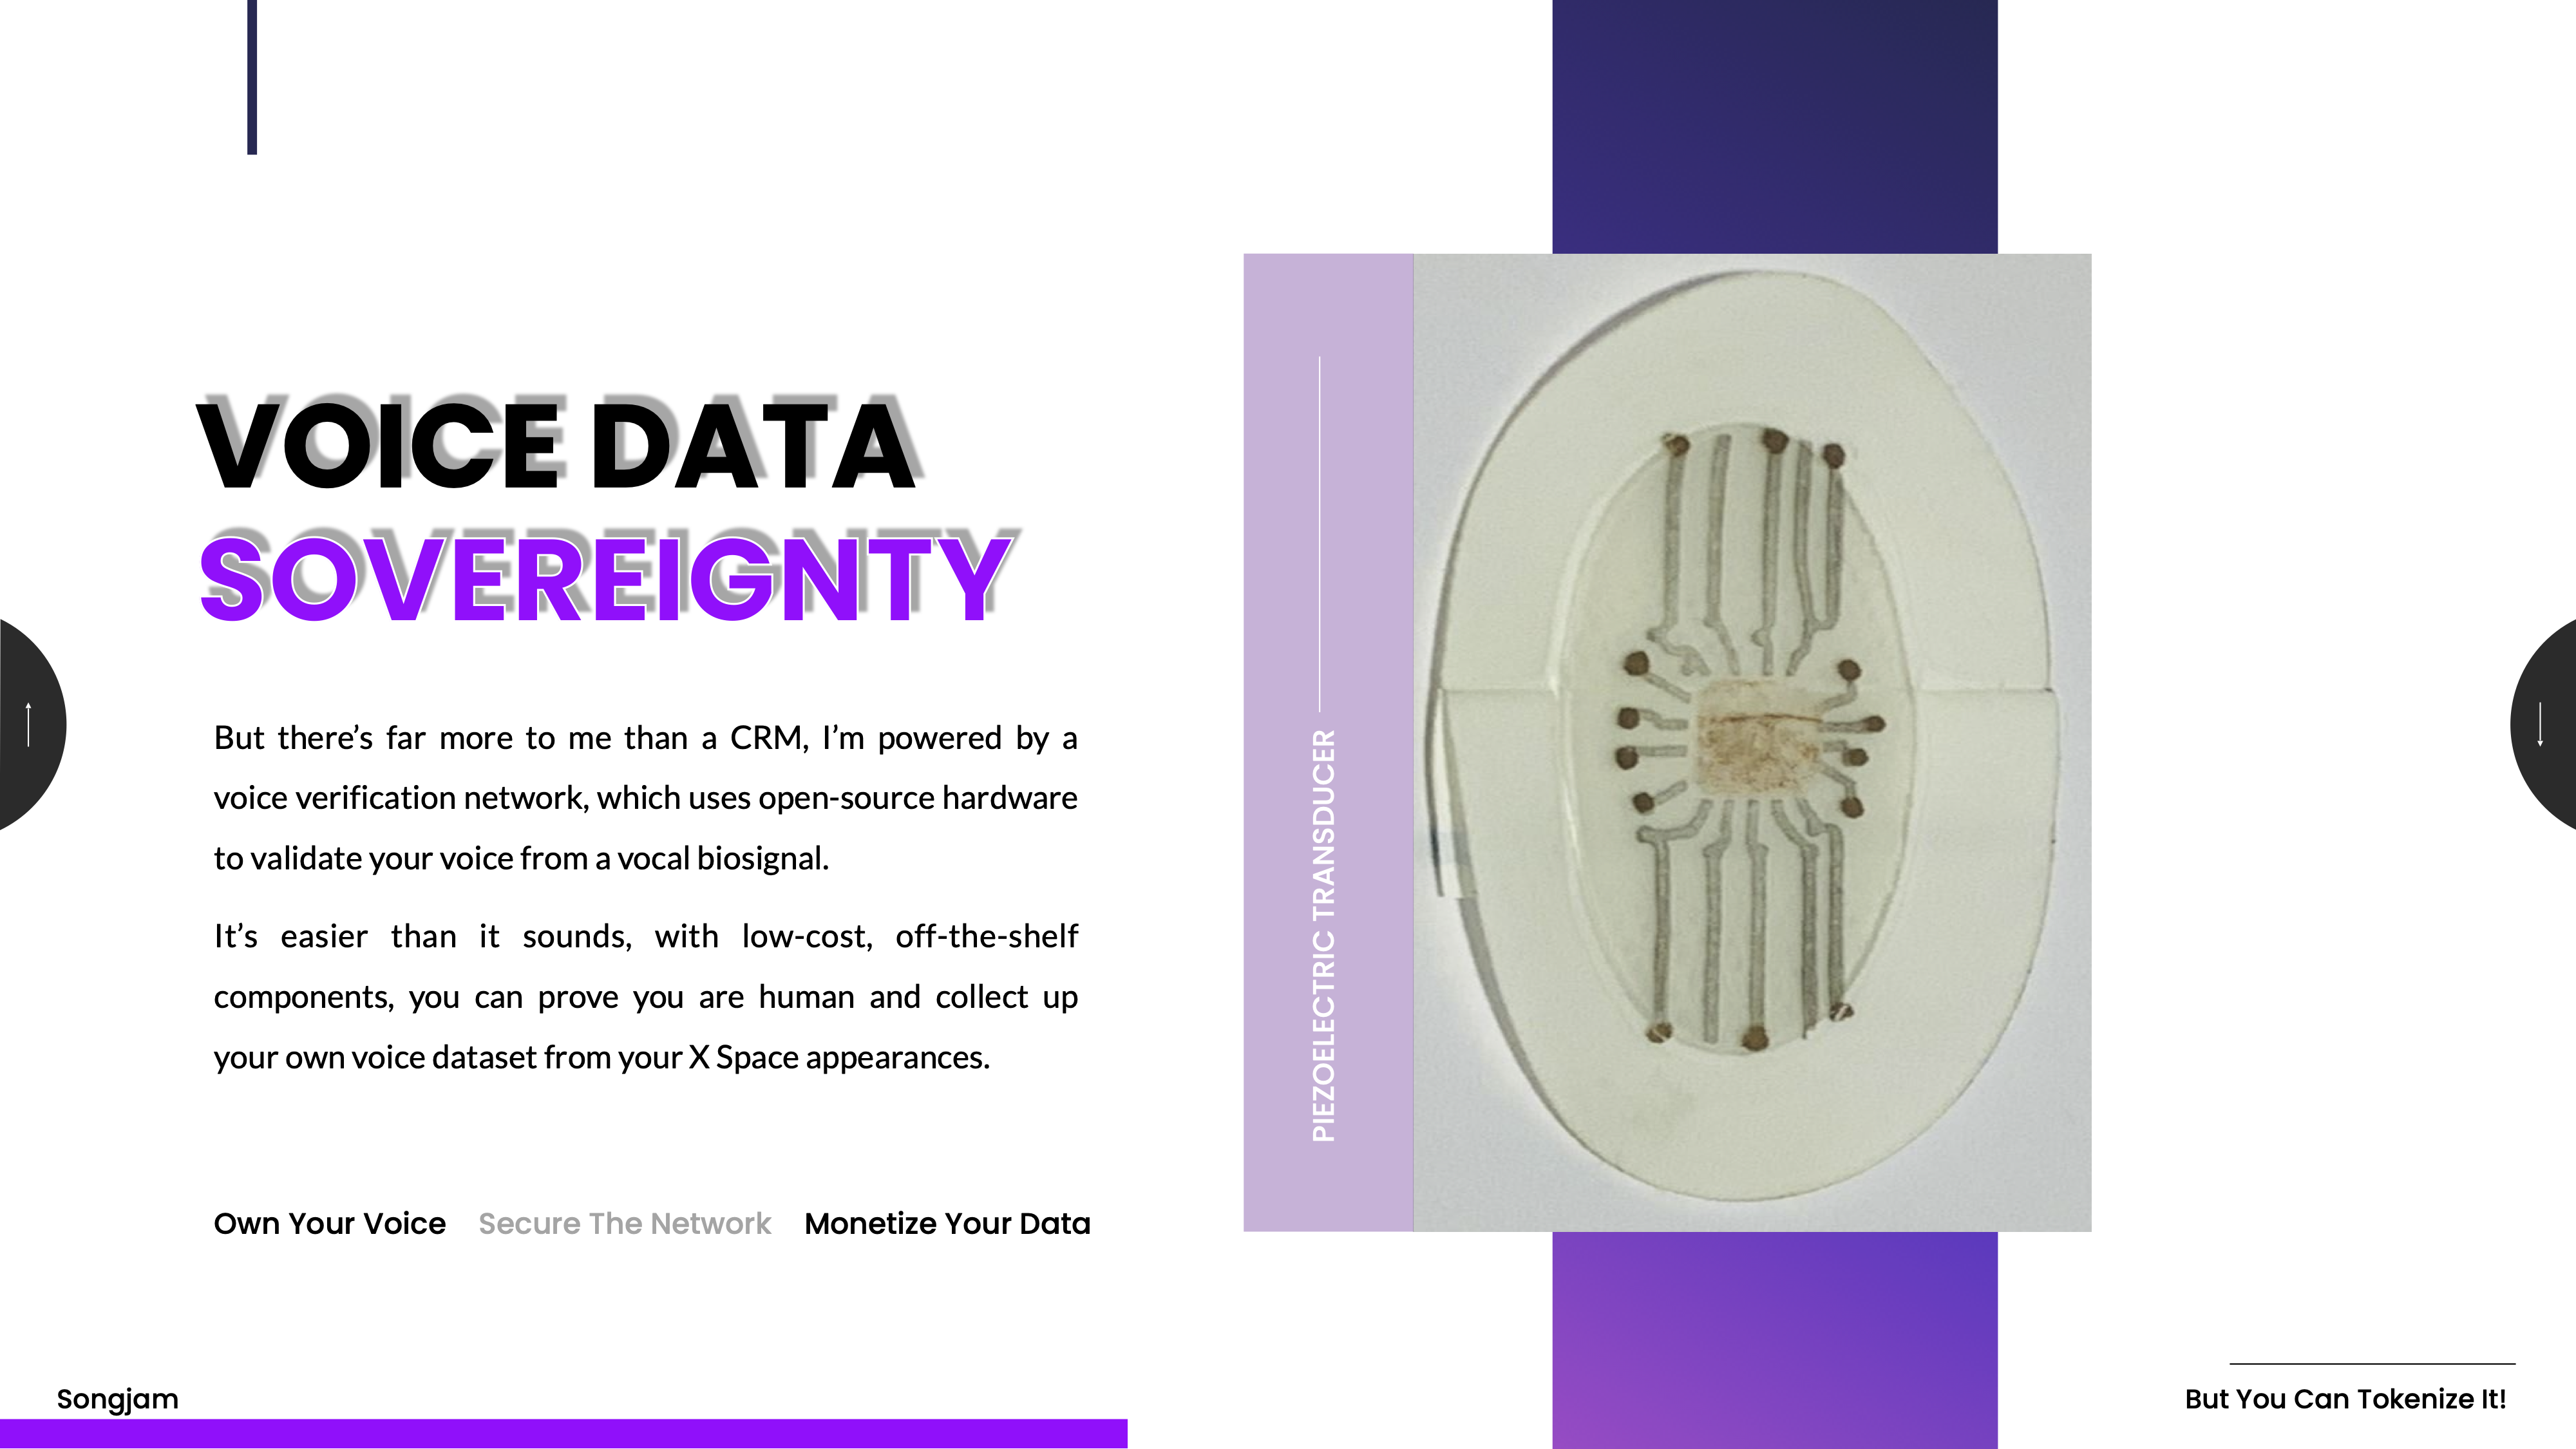 VOICE DATA
SOVEREIGNTY
But there’s far more to me than a CRM, I’m powered by a
voice verification network, which uses open-source hardware
to validate your voice from a vocal biosignal.
It’s easier than it sounds, with low-cost, off-the-shelf
components, you can prove you are human and collect up
your own voice dataset from your X Space appearances.
Own Your Voice Secure The Network Monetize Your Data
PIEZOELECTRIC TRANSDUCER
Songjam
But You Can Tokenize It!